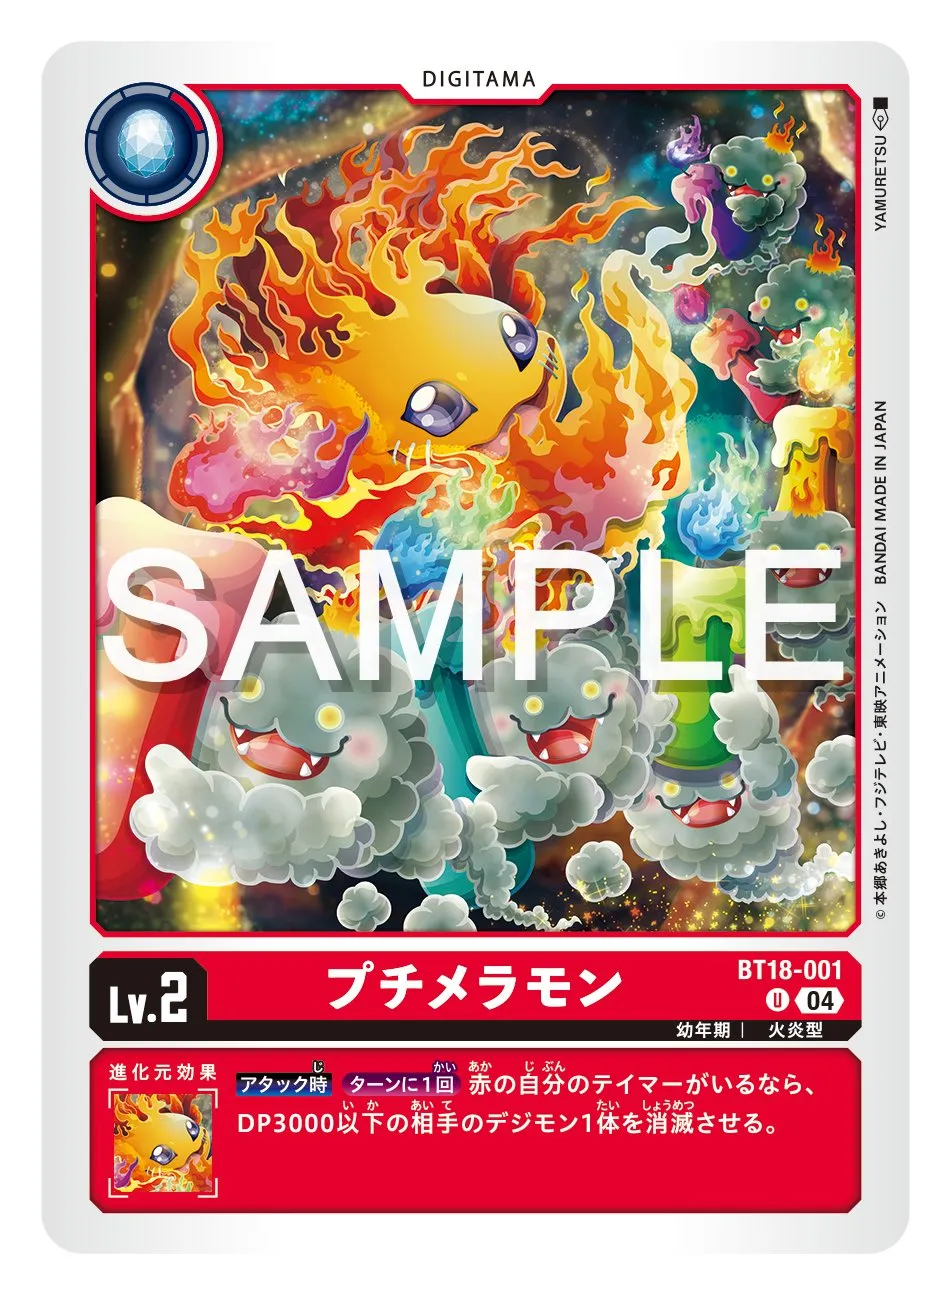 DIGITAMA
YAMURETSU
SAMPLE
© 本郷あきよし・フジテレビ・東映アニメーション BANDAI MADE IN JAPAN
Lv.2
プチメラモン
BT18-001
U 04
幼年期 | 火炎型
進化元効果
アタック時 ターンに1回 赤の自分のテイマーがいるなら、
DP3000以下の相手のデジモン1体を消滅させる。